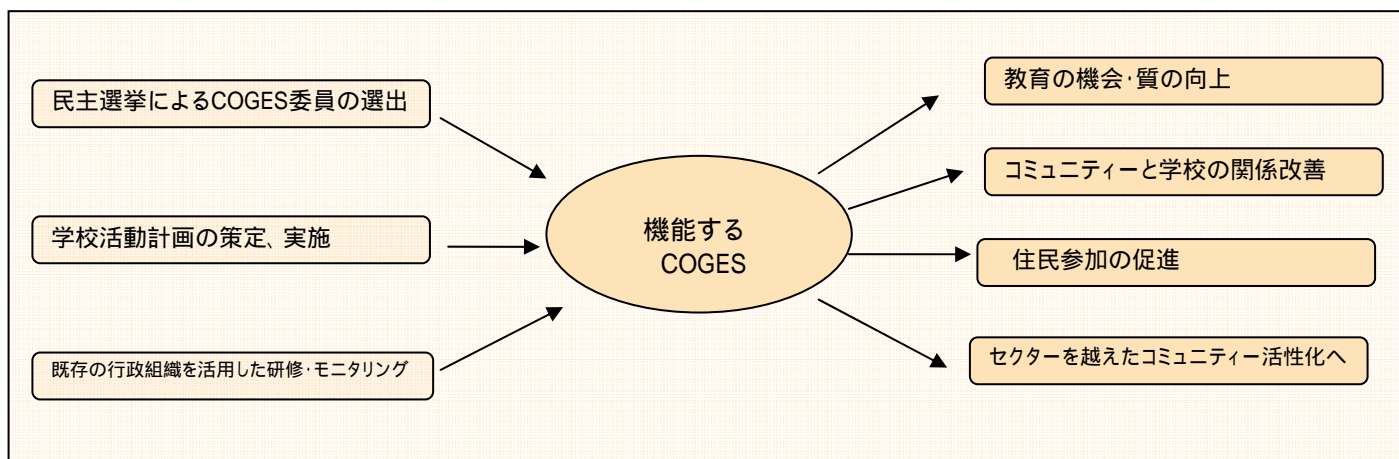 民主選挙によるCOGES委員の選出
学校活動計画の策定、実施
既存の行政組織を活用した研修・モニタリング
機能する
COGES
教育の機会・質の向上
コミュニティーと学校の関係改善
住民参加の促進
セクターを越えたコミュニティー活性化へ